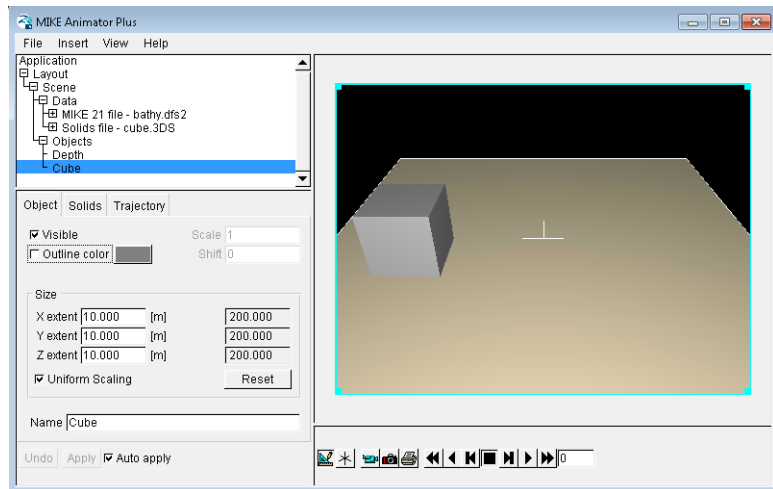 MIKE Animator Plus
File Insert View Help
Application
Layout
Scene
Data
MIKE 21 file - bathy.dfs2
Solids file - cube.3DS
Objects
Depth
Cube
Object Solids Trajectory
Visible Scale 1
Outline color Shift 0
Size
X extent 10.000 [m] 200.000
Y extent 10.000 [m] 200.000
Z extent 10.000 [m] 200.000
Uniform Scaling Reset
Name Cube
Undo Apply Auto apply
0